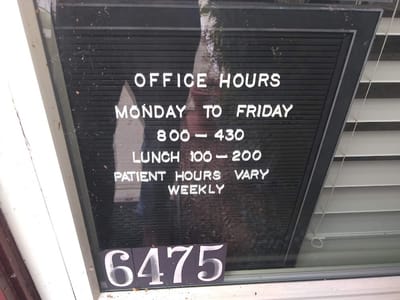 OFFICE HOURS
MONDAY TO FRIDAY
800 – 430
LUNCH 100 – 200
PATIENT HOURS VARY
WEEKLY
6475